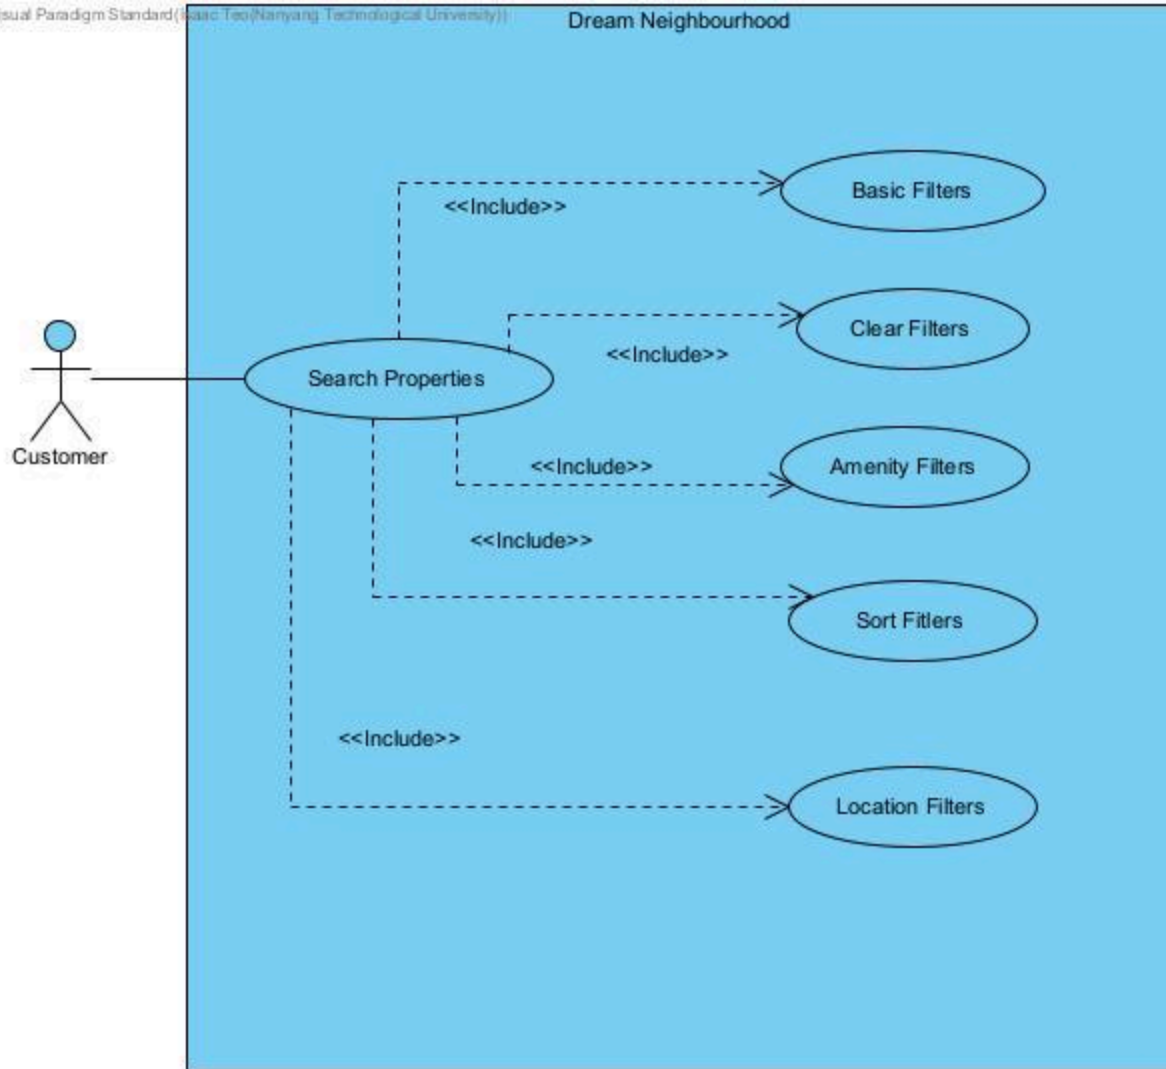 sual Paradigm Standard(Isaac Teo(Nanyang Technological University))
Dream Neighbourhood
Basic Filters
<<Include>>
Clear Filters
<<Include>>
Search Properties
Customer
Amenity Filters
<<Include>>
<<Include>>
Sort Fitlers
<<Include>>
Location Filters